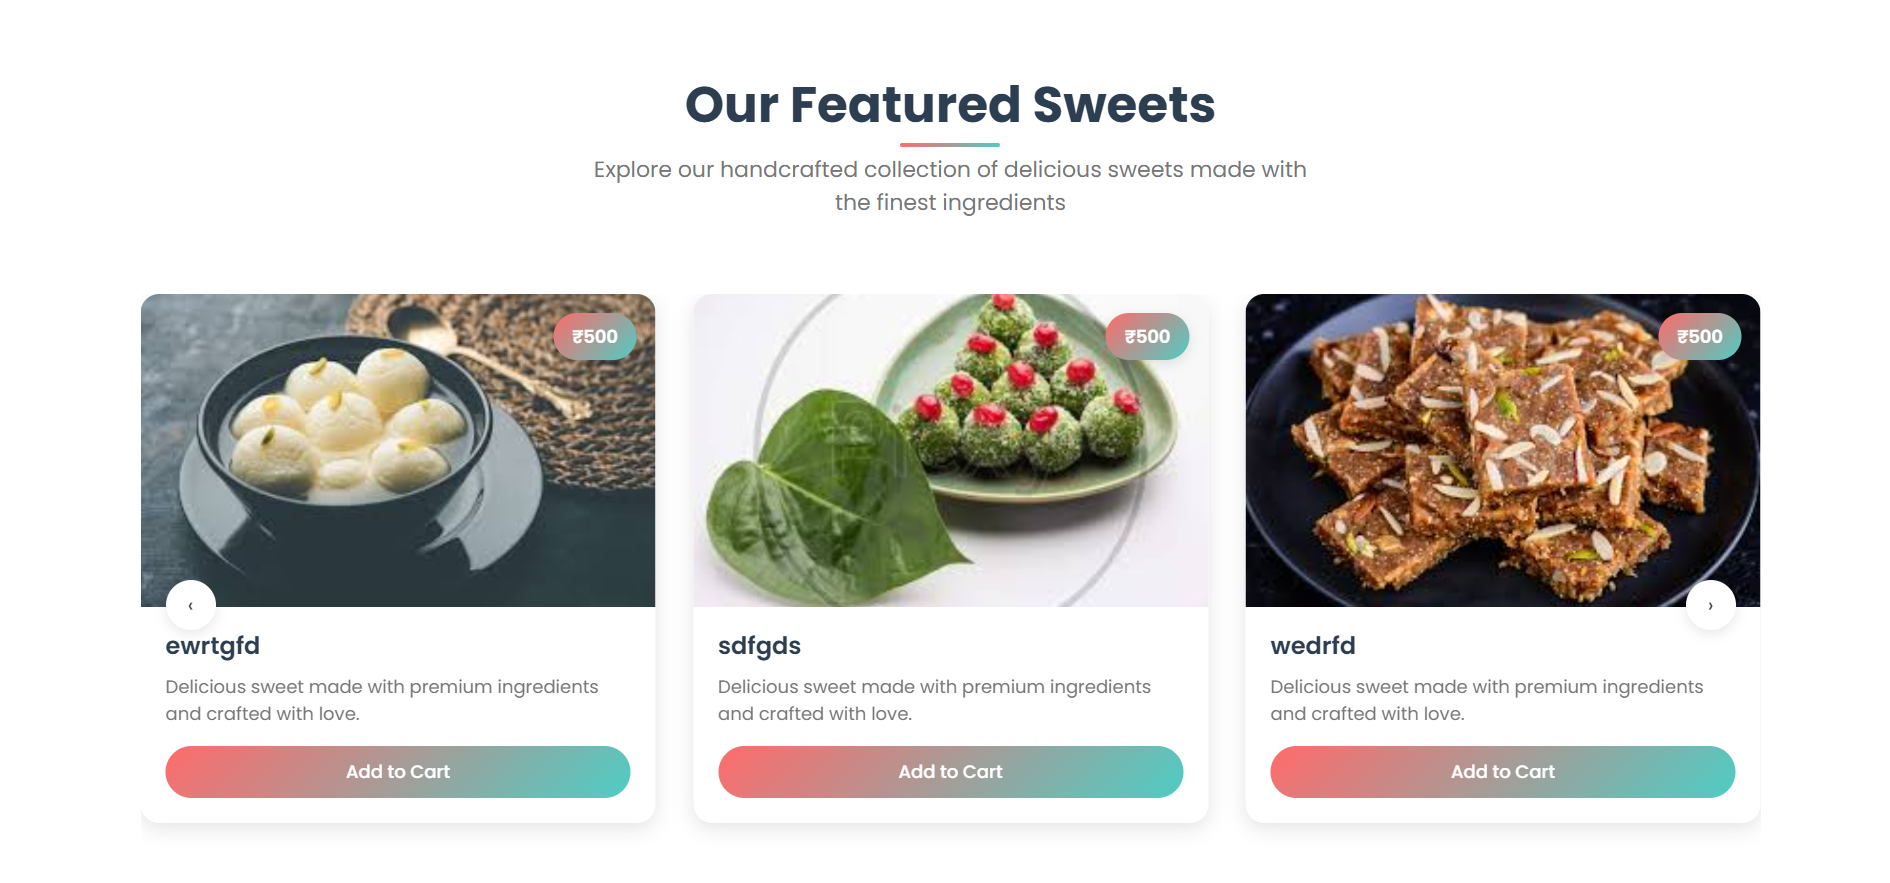 Our Featured Sweets
Explore our handcrafted collection of delicious sweets made with
the finest ingredients
₹500
₹500
₹500
‹
›
ewrtgfd
sdfgds
wedrfd
Delicious sweet made with premium ingredients
and crafted with love.
Delicious sweet made with premium ingredients
and crafted with love.
Delicious sweet made with premium ingredients
and crafted with love.
Add to Cart
Add to Cart
Add to Cart